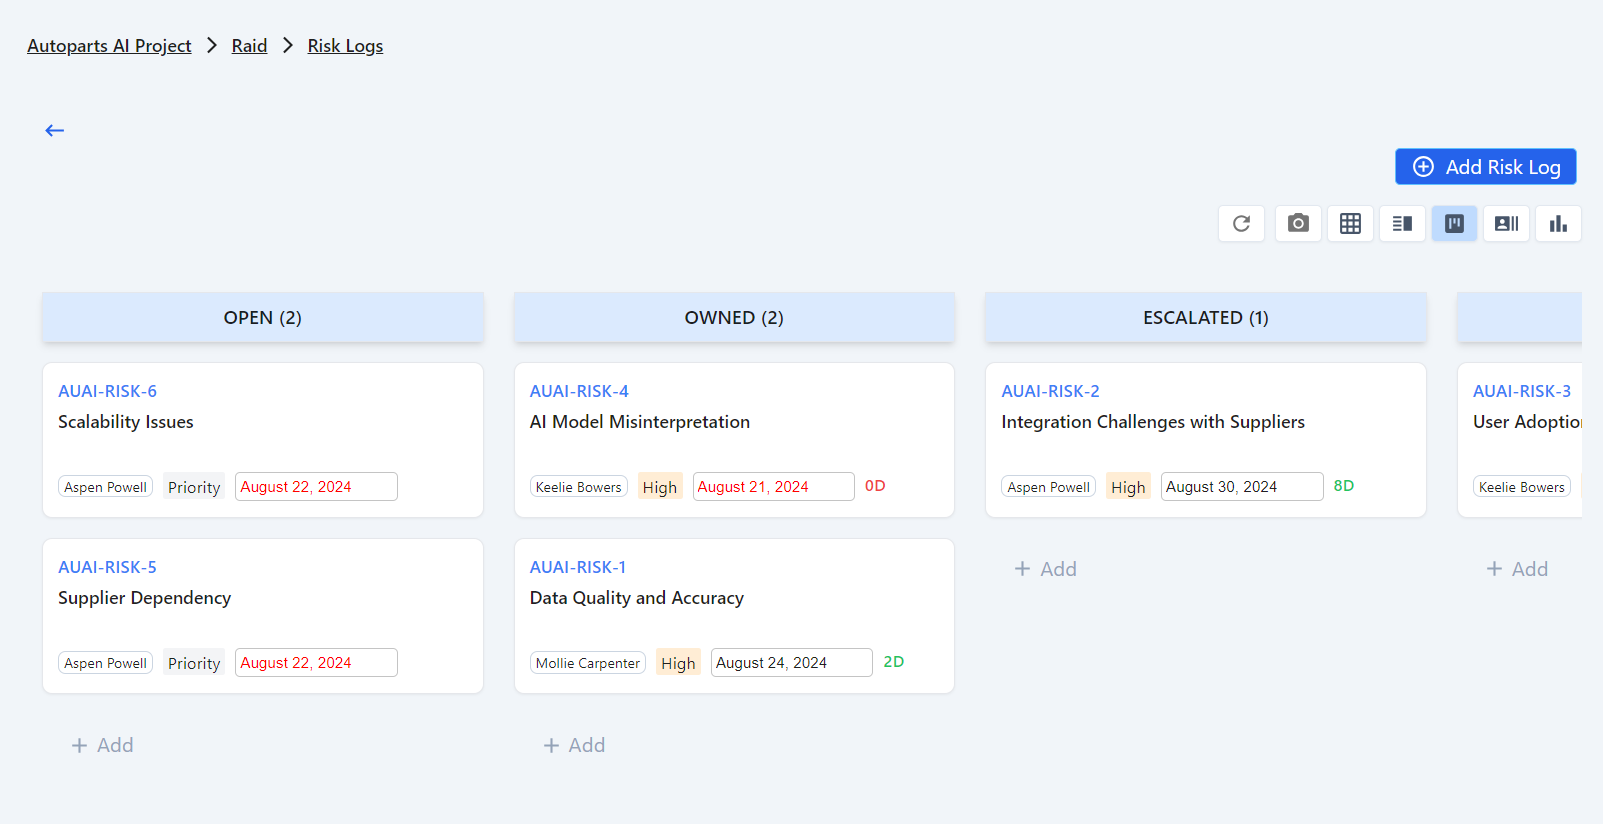 Autoparts AI Project > Raid > Risk Logs
Add Risk Log
OPEN (2)
AUAI-RISK-6
Scalability Issues
Aspen Powell Priority August 22, 2024
AUAI-RISK-5
Supplier Dependency
Aspen Powell Priority August 22, 2024
+ Add
OWNED (2)
AUAI-RISK-4
AI Model Misinterpretation
Keelie Bowers High August 21, 2024 0D
AUAI-RISK-1
Data Quality and Accuracy
Mollie Carpenter High August 24, 2024 2D
+ Add
ESCALATED (1)
AUAI-RISK-2
Integration Challenges with Suppliers
Aspen Powell High August 30, 2024 8D
+ Add
AUAI-RISK-3
User Adoption
Keelie Bowers
+ Add